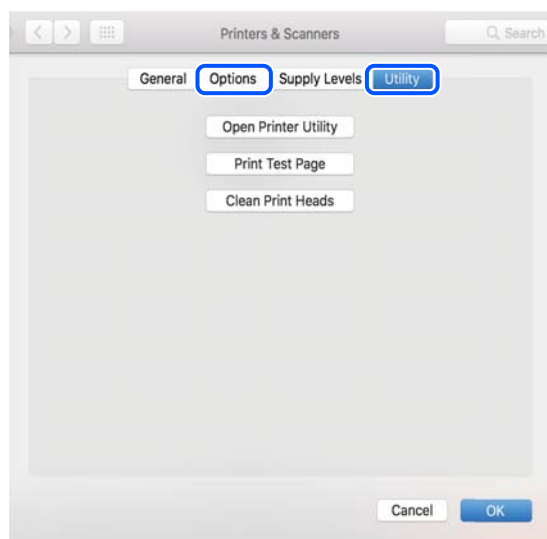 Printers & Scanners Search
General Options Supply Levels Utility
Open Printer Utility
Print Test Page
Clean Print Heads
Cancel OK